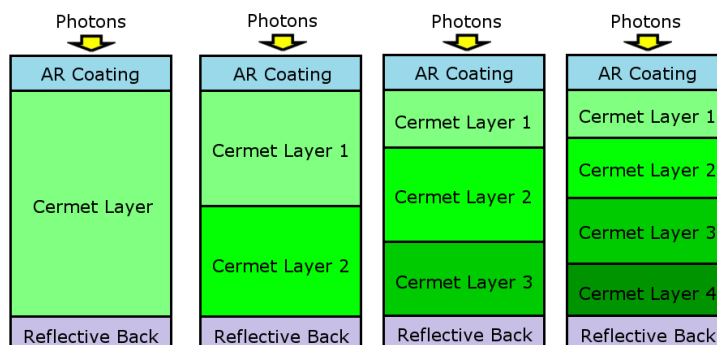 Photons
AR Coating
Cermet Layer
Reflective Back
Photons
AR Coating
Cermet Layer 1
Cermet Layer 2
Reflective Back
Photons
AR Coating
Cermet Layer 1
Cermet Layer 2
Cermet Layer 3
Reflective Back
Photons
AR Coating
Cermet Layer 1
Cermet Layer 2
Cermet Layer 3
Cermet Layer 4
Reflective Back